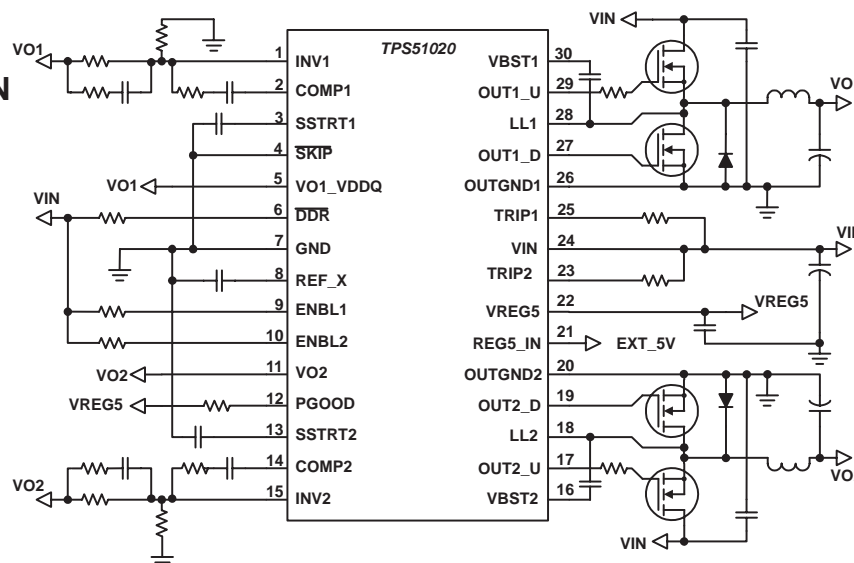 TPS51020
N
VO1
1 INV1
2 COMP1
3 SSTRT1
4 SKIP
VO1 5 VO1_VDDQ
VIN 6 DDR
7 GND
8 REF_X
9 ENBL1
10 ENBL2
VO2 11 VO2
VREG5 12 PGOOD
13 SSTRT2
14 COMP2
VO2 15 INV2
VIN
VBST1 30
OUT1_U 29
VO
LL1 28
OUT1_D 27
OUTGND1 26
TRIP1 25
VIN 24
TRIP2 23
VREG5 22 VREG5
REG5_IN 21 EXT_5V
OUTGND2 20
OUT2_D 19
LL2 18
VO
OUT2_U 17
VBST2 16
VIN